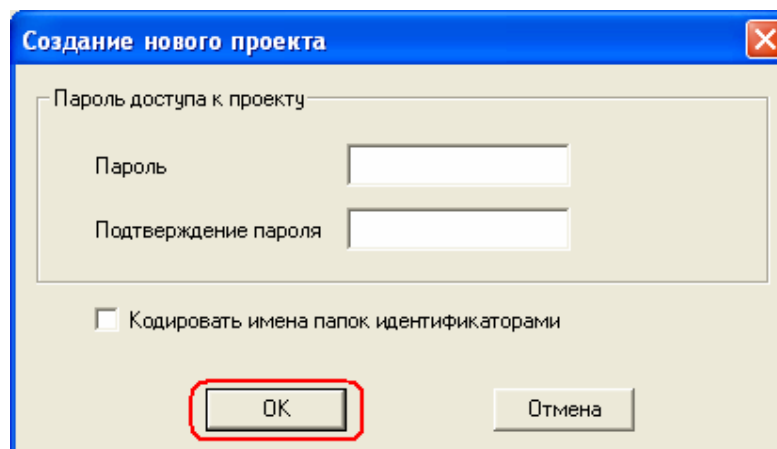 Создание нового проекта
Пароль доступа к проекту
Пароль
Подтверждение пароля
Кодировать имена папок идентификаторами
OK
Отмена